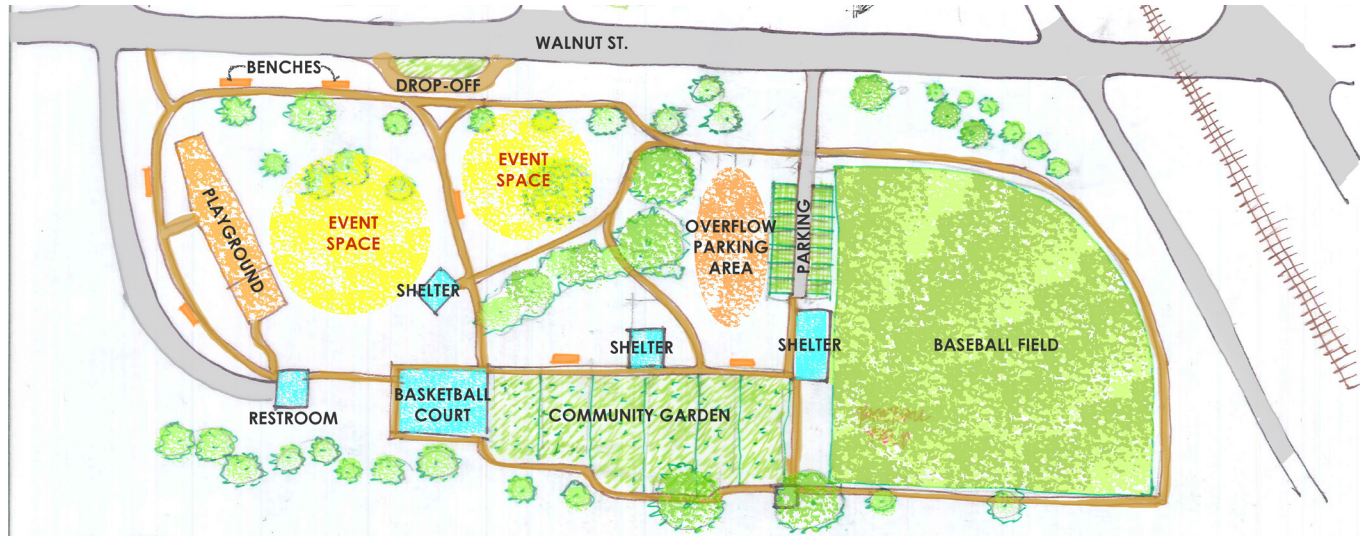 WALNUT ST.
BENCHES
DROP-OFF
EVENT
SPACE
EVENT
SPACE
PLAYGROUND
OVERFLOW
PARKING
AREA
PARKING
SHELTER
SHELTER
SHELTER
BASEBALL FIELD
BASKETBALL
COURT
COMMUNITY GARDEN
RESTROOM